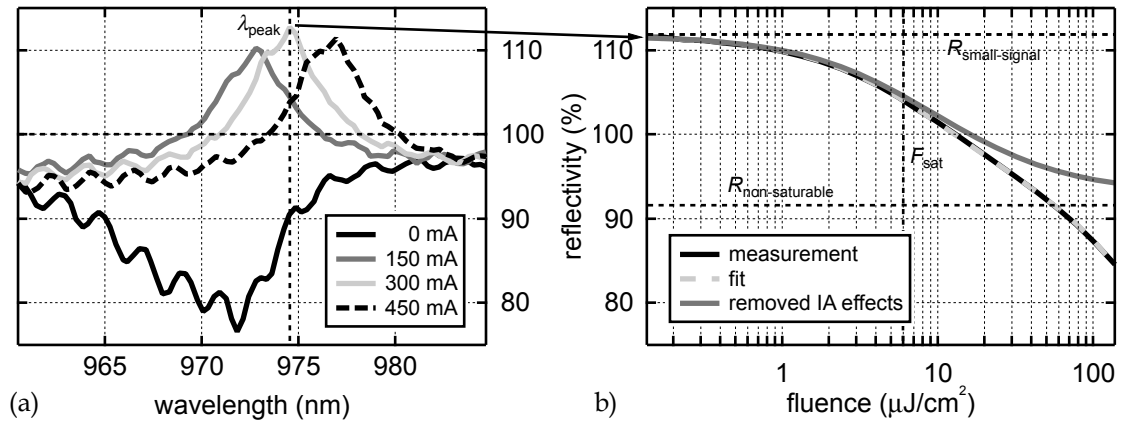 λpeak
110
100
90
80
0 mA
150 mA
300 mA
450 mA
965
970
975
980
wavelength (nm)
(a)
reflectivity (%)
110
100
90
80
Rsmall-signal
Fsat
Rnon-saturable
measurement
fit
removed IA effects
1
10
100
fluence (μJ/cm²)
b)